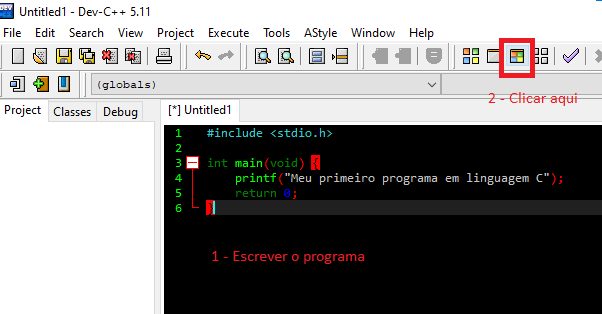 DEV
Untitled1 - Dev-C++ 5.11
File Edit Search View Project Execute Tools AStyle Window Help
(globals)
2 - Clicar aqui
Project Classes Debug [*] Untitled1
1 #include <stdio.h>
2
3 int main(void) {
4 printf("Meu primeiro programa em linguagem C");
5 return 0;
6 }
1 - Escrever o programa